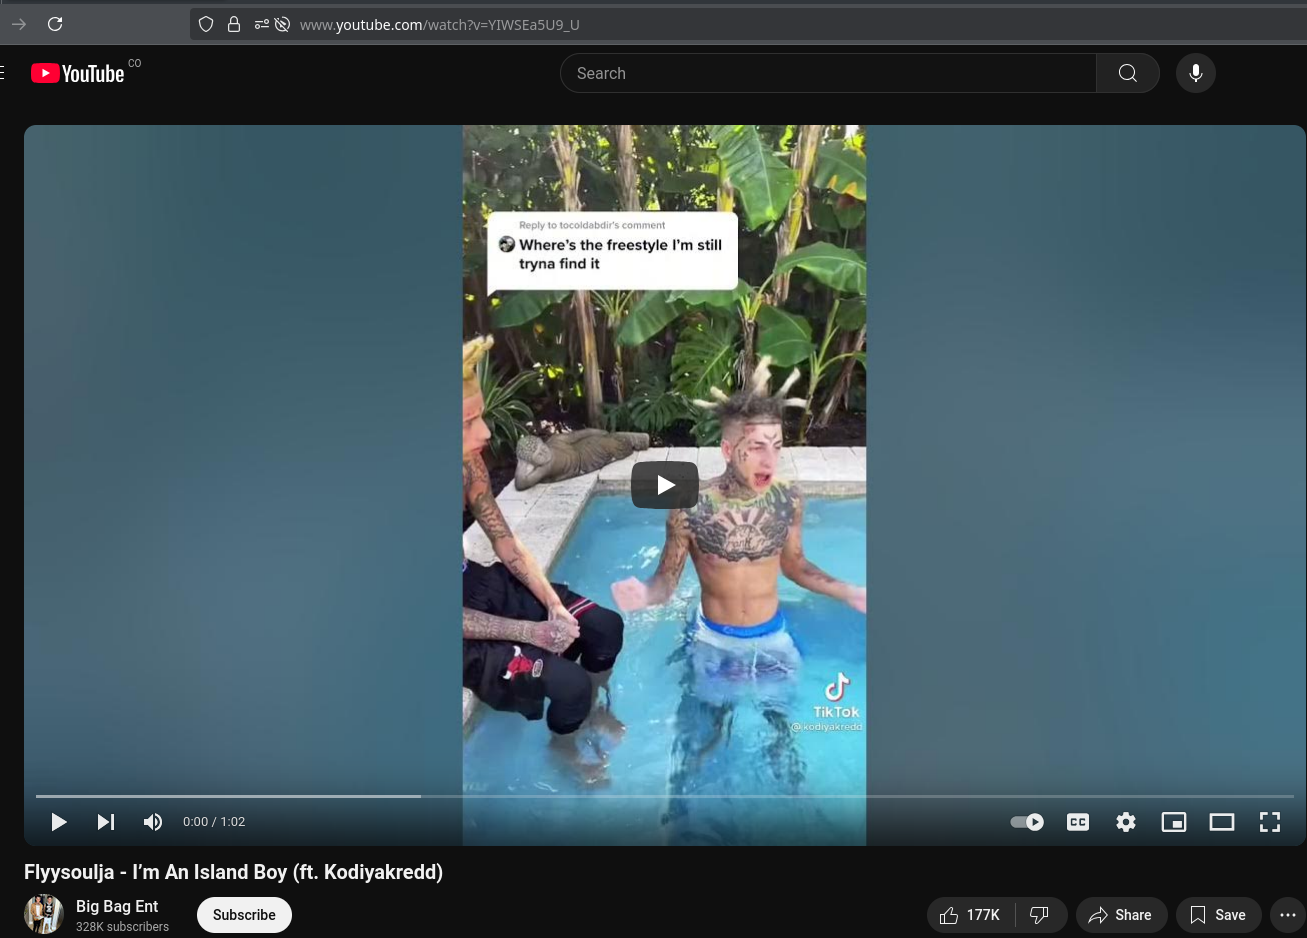 www.youtube.com/watch?v=YIWSEa5U9_U
YouTube CO
Search
Reply to tocoldabdir's comment
Where's the freestyle I'm still
tryna find it
TikTok
@kodiyakredd
0:00 / 1:02
CC
Flyysoulja - I’m An Island Boy (ft. Kodiyakredd)
Big Bag Ent
328K subscribers
Subscribe
177K
Share
Save